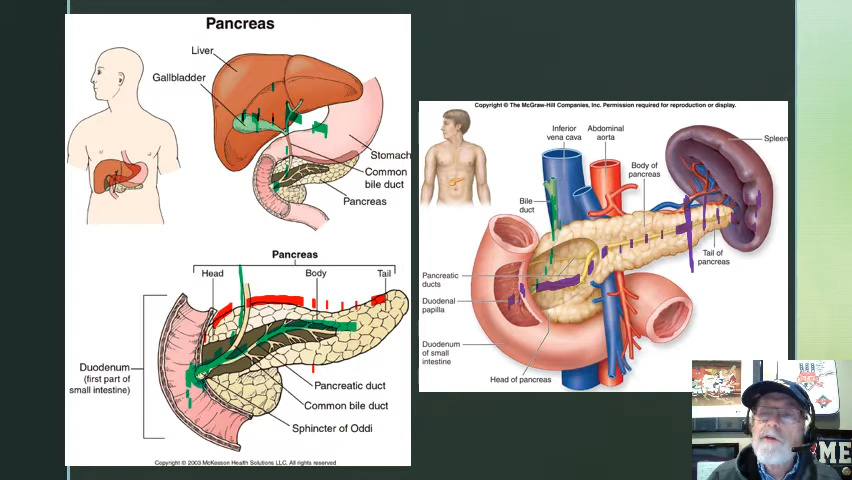 Pancreas
Liver
Gallbladder
Stomach
Common
bile duct
Pancreas
Pancreas
Head
Body
Tail
Duodenum
(first part of
small intestine)
Pancreatic duct
Common bile duct
Sphincter of Oddi
Copyright © 2003 McKesson Health Solutions LLC. All rights reserved
Copyright © The McGraw-Hill Companies, Inc. Permission required for reproduction or display.
Inferior
vena cava
Abdominal
aorta
Spleen
Body of
pancreas
Bile
duct
Tail of
pancreas
Pancreatic
ducts
Duodenal
papilla
Duodenum
of small
intestine
Head of pancreas
ME